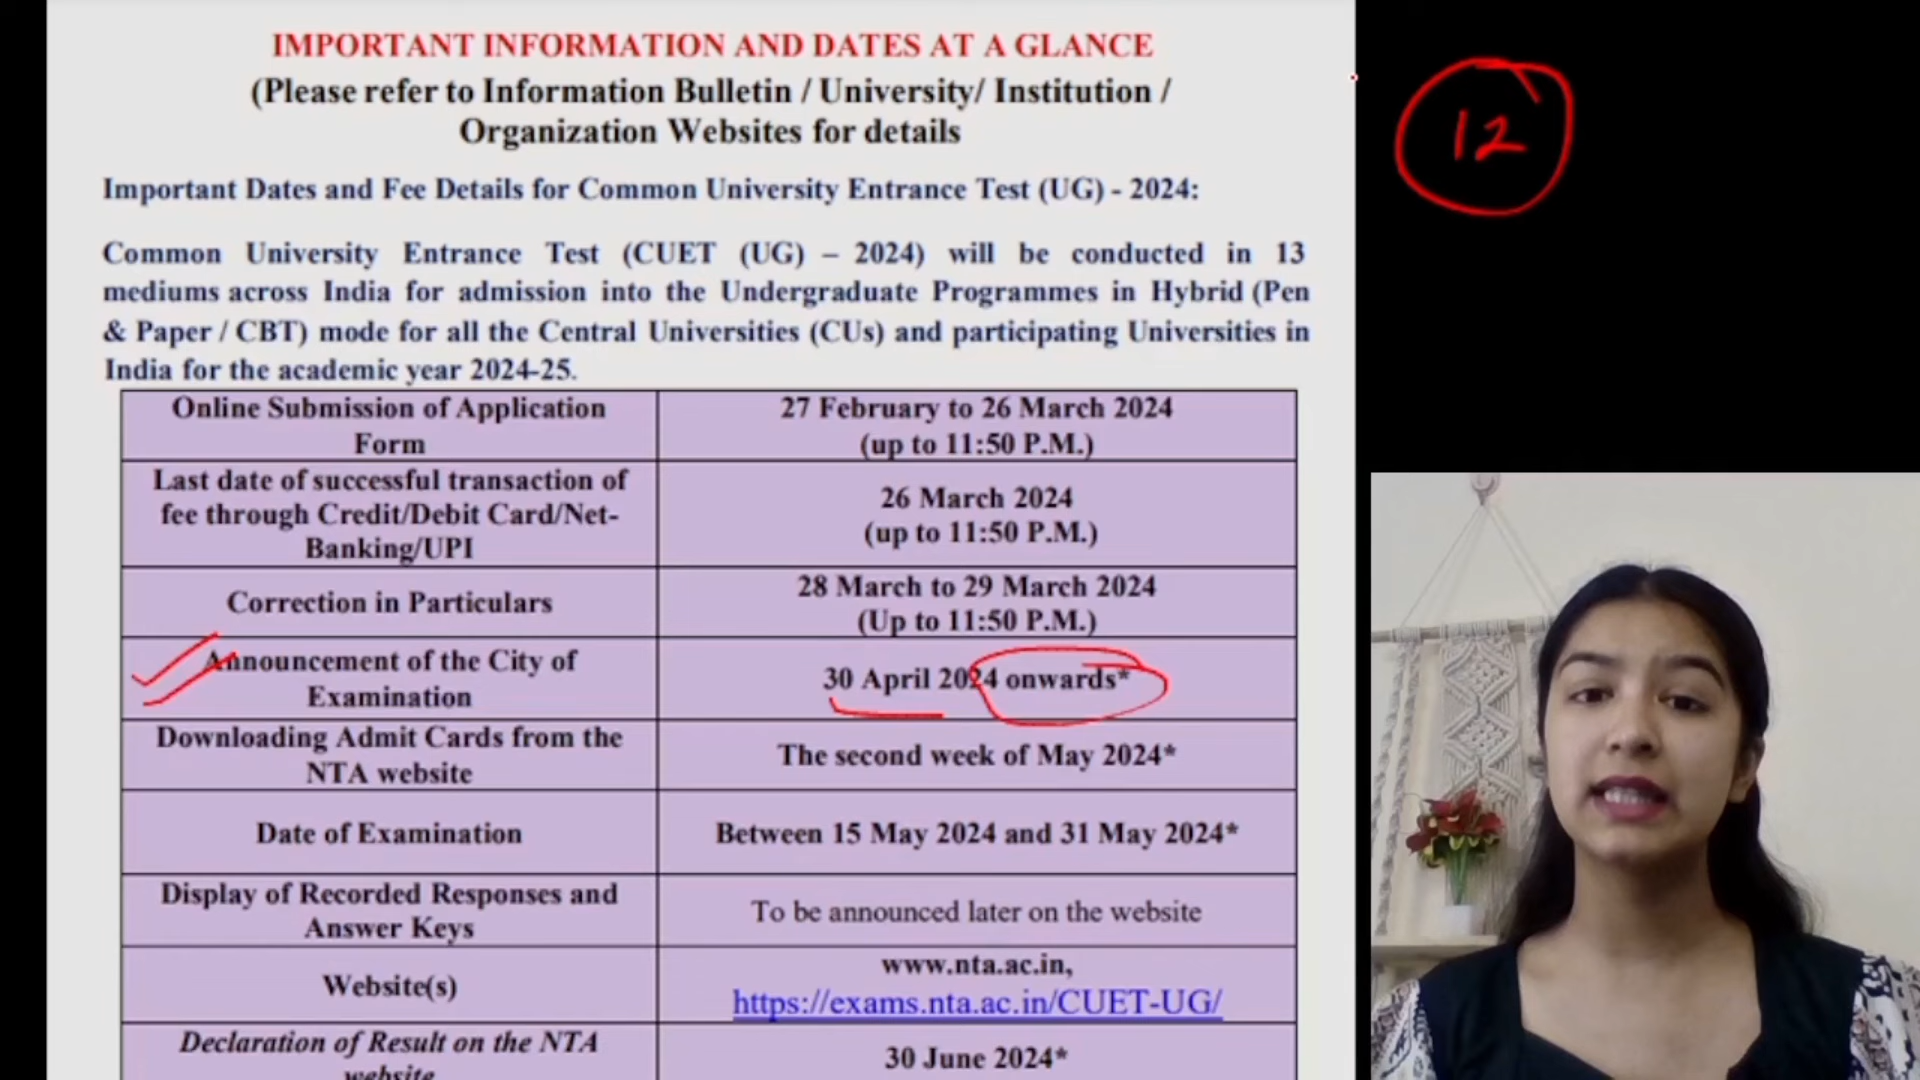 IMPORTANT INFORMATION AND DATES AT A GLANCE
(Please refer to Information Bulletin / University/ Institution /
Organization Websites for details
Important Dates and Fee Details for Common University Entrance Test (UG) - 2024:
Common University Entrance Test (CUET (UG) – 2024) will be conducted in 13
mediums across India for admission into the Undergraduate Programmes in Hybrid (Pen
& Paper / CBT) mode for all the Central Universities (CUs) and participating Universities in
India for the academic year 2024-25.
Online Submission of Application
Form
27 February to 26 March 2024
(up to 11:50 P.M.)
Last date of successful transaction of
fee through Credit/Debit Card/Net-
Banking/UPI
26 March 2024
(up to 11:50 P.M.)
Correction in Particulars
28 March to 29 March 2024
(Up to 11:50 P.M.)
Announcement of the City of
Examination
30 April 2024 onwards*
Downloading Admit Cards from the
NTA website
The second week of May 2024*
Date of Examination
Between 15 May 2024 and 31 May 2024*
Display of Recorded Responses and
Answer Keys
To be announced later on the website
Website(s)
www.nta.ac.in,
https://exams.nta.ac.in/CUET-UG/
Declaration of Result on the NTA
website
30 June 2024*
12